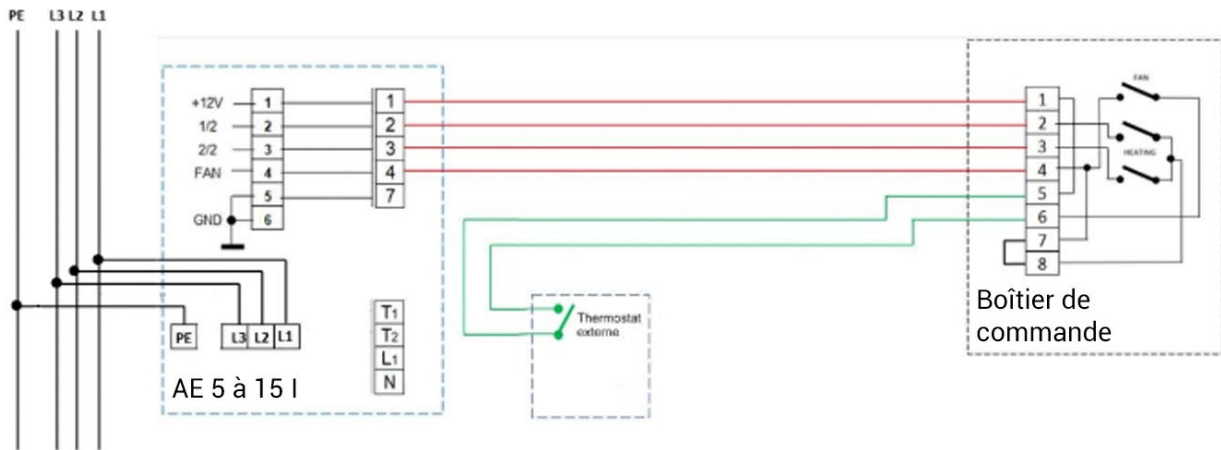 PE L3 L2 L1
+12V 1 1
1/2 2 2
2/2 3 3
FAN 4 4
5 7
GND 6
PE L3 L2 L1
T1
T2
L1
N
AE 5 à 15 I
Thermostat
externe
1
2
3
4
5
6
7
8
FAN
HEATING
Boîtier de
commande